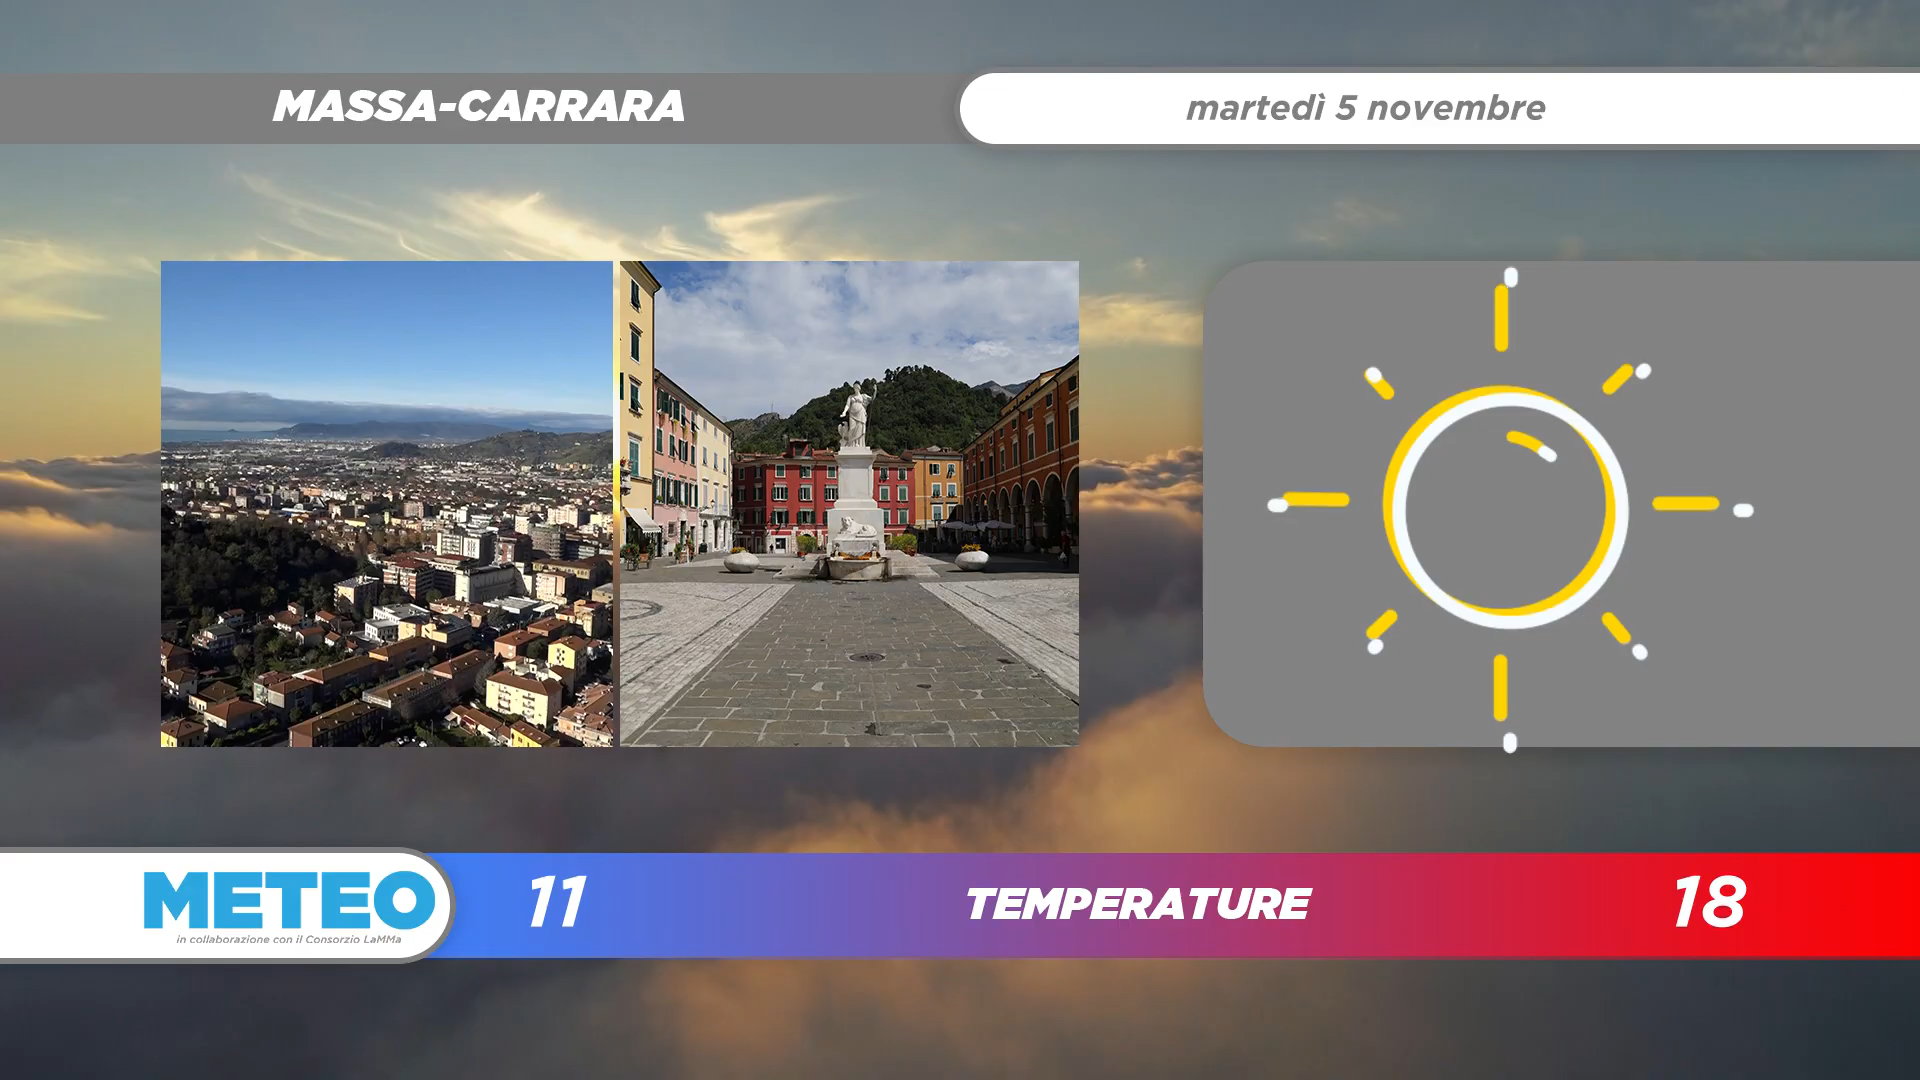 MASSA-CARRARA
martedì 5 novembre
METEO
in collaborazione con il Consorzio LaMMa
11
TEMPERATURE
18